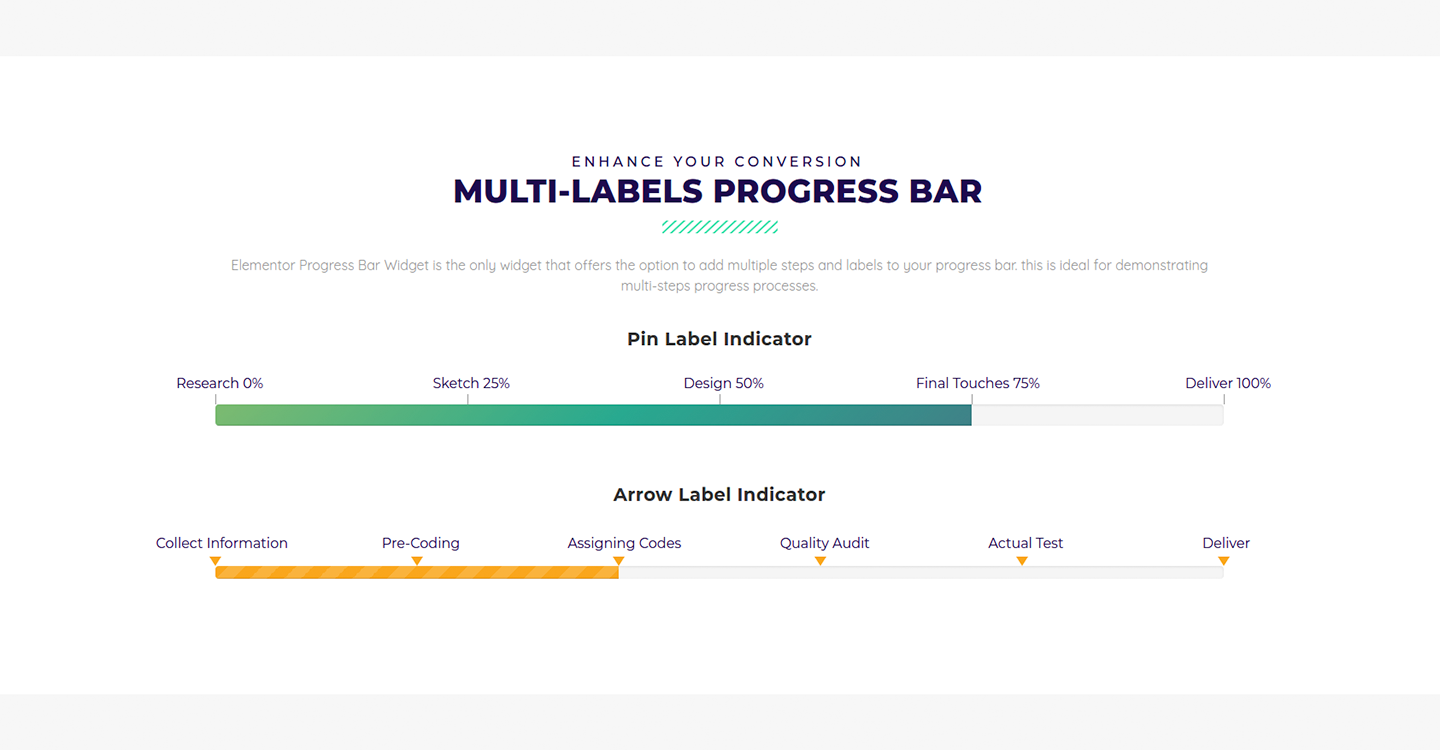 ENHANCE YOUR CONVERSION
MULTI-LABELS PROGRESS BAR
Elementor Progress Bar Widget is the only widget that offers the option to add multiple steps and labels to your progress bar. this is ideal for demonstrating
multi-steps progress processes.
Pin Label Indicator
Research 0% Sketch 25% Design 50% Final Touches 75% Deliver 100%
Arrow Label Indicator
Collect Information Pre-Coding Assigning Codes Quality Audit Actual Test Deliver